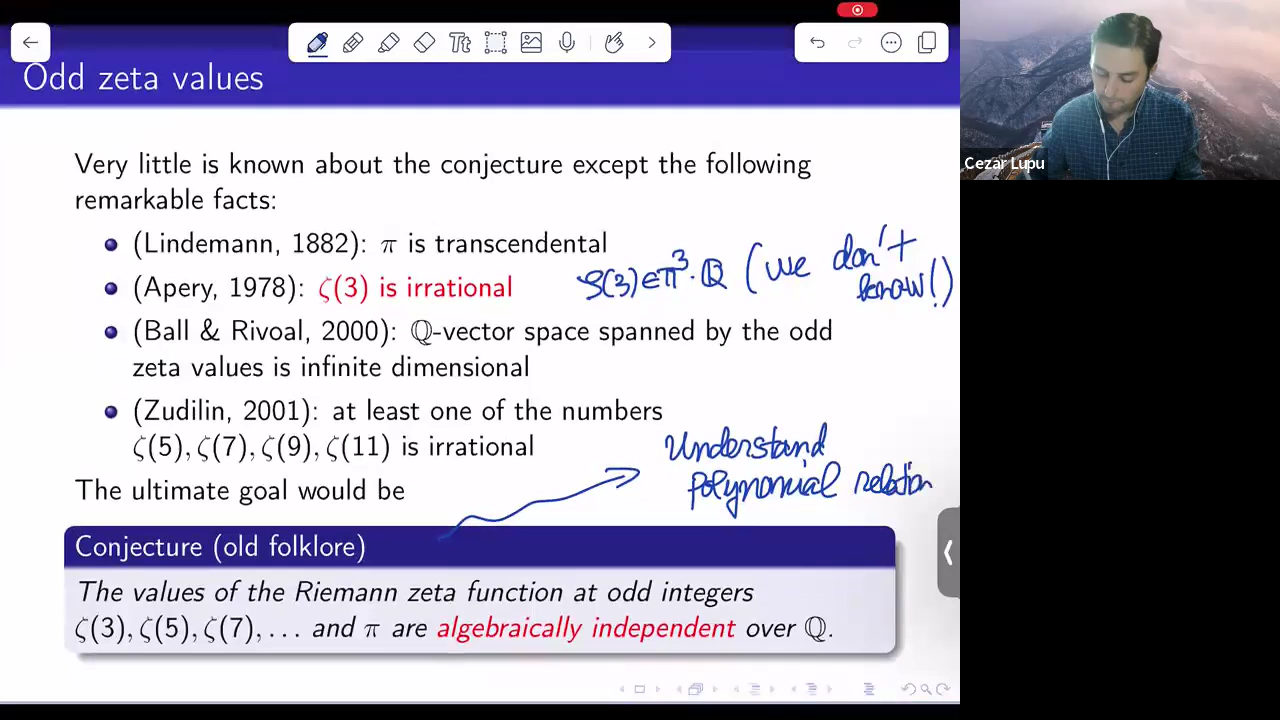 Tt
Odd zeta values
Cezar Lupu
Very little is known about the conjecture except the following
remarkable facts:
(Lindemann, 1882): π is transcendental
(Apery, 1978): ζ(3) is irrational
ζ(3)∈π³·ℚ (we don't
know!)
(Ball & Rivoal, 2000): ℚ-vector space spanned by the odd
zeta values is infinite dimensional
(Zudilin, 2001): at least one of the numbers
ζ(5), ζ(7), ζ(9), ζ(11) is irrational
Understand
polynomial relation
The ultimate goal would be
Conjecture (old folklore)
The values of the Riemann zeta function at odd integers
ζ(3), ζ(5), ζ(7), ... and π are algebraically independent over ℚ.